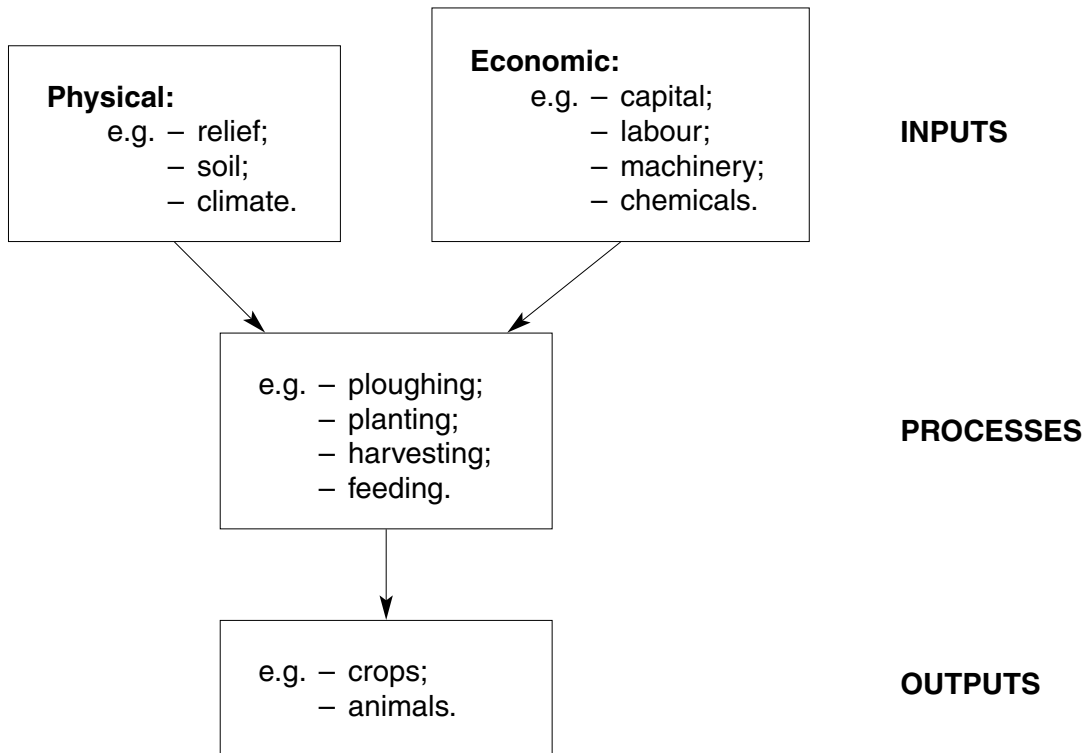 Physical:
e.g. – relief;
– soil;
– climate.
Economic:
e.g. – capital;
– labour;
– machinery;
– chemicals.
INPUTS
e.g. – ploughing;
– planting;
– harvesting;
– feeding.
PROCESSES
e.g. – crops;
– animals.
OUTPUTS